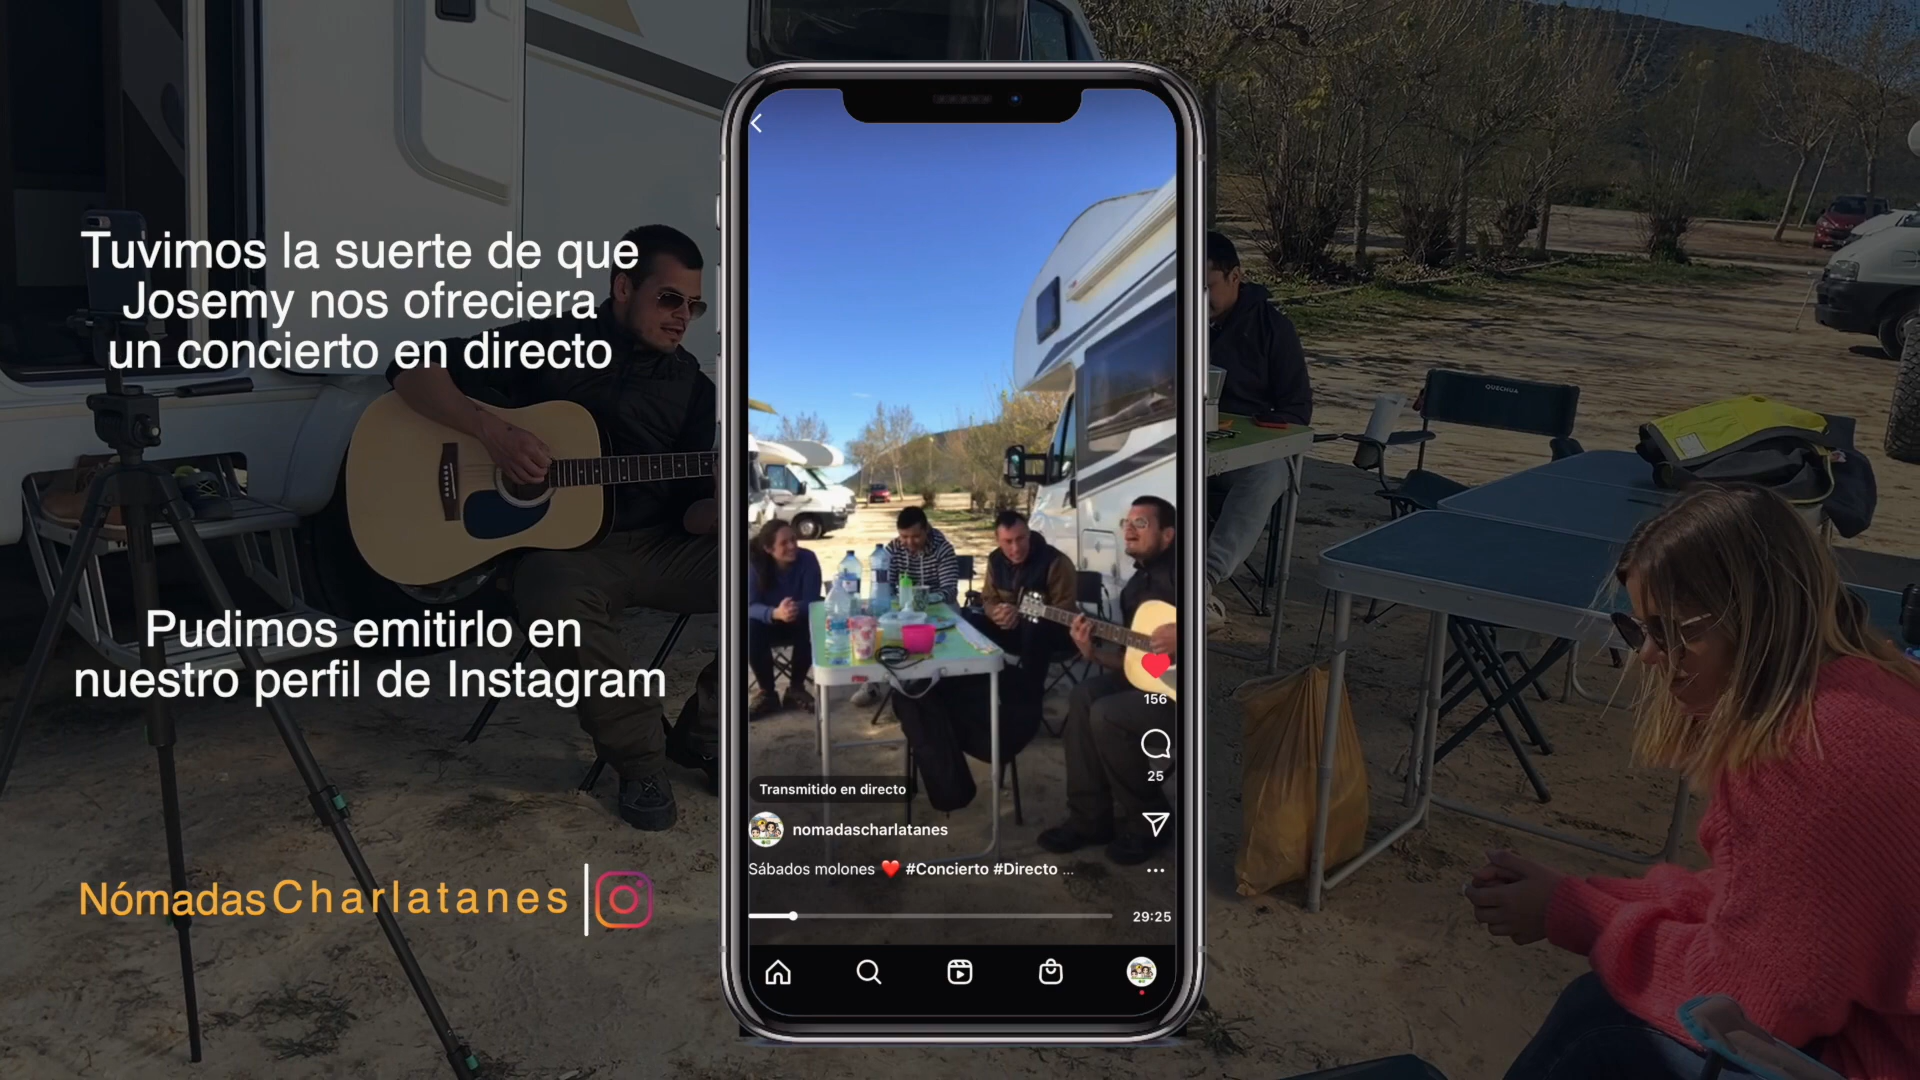 Tuvimos la suerte de que
Josemy nos ofreciera
un concierto en directo
Pudimos emitirlo en
nuestro perfil de Instagram
NómadasCharlatanes
QUECHUA
156
25
Transmitido en directo
nomadascharlatanes
Sábados molones ❤️ #Concierto #Directo ...
29:25